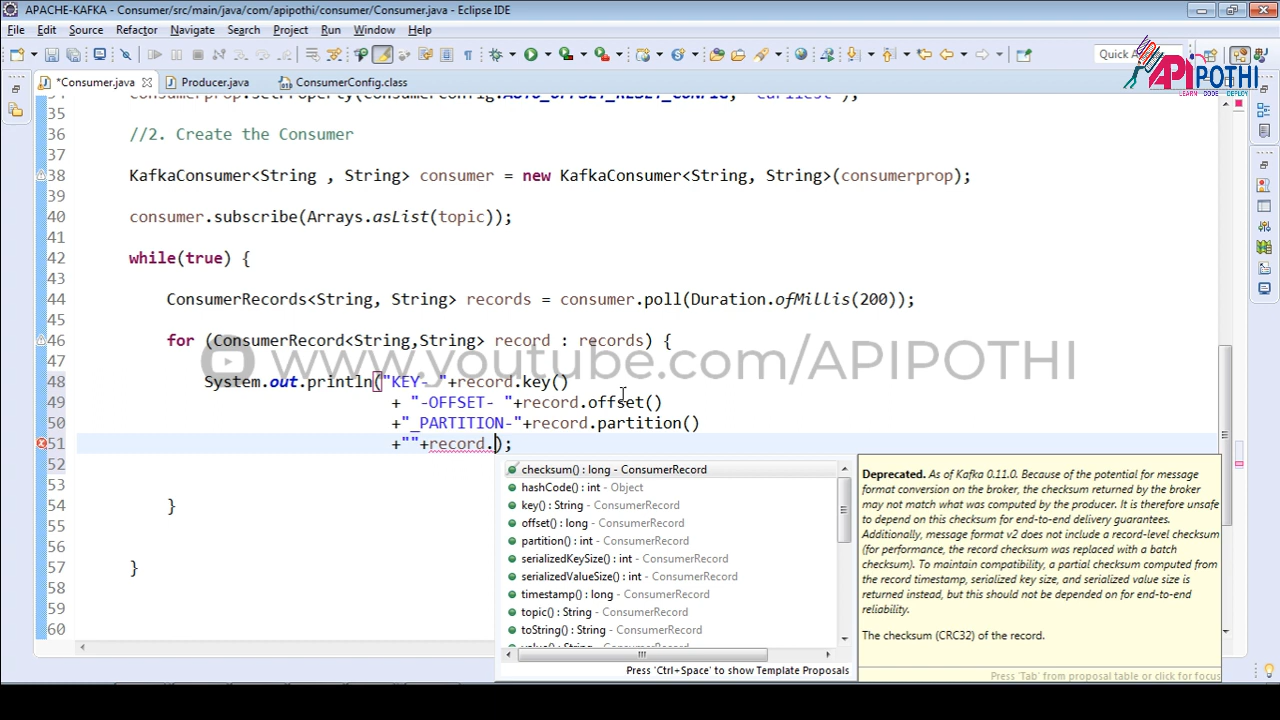 APACHE-KAFKA - Consumer/src/main/java/com/apipothi/consumer/Consumer.java - Eclipse IDE
File Edit Source Refactor Navigate Search Project Run Window Help
Quick A
APIPOTHI
LEARN CODE DEPLOY
*Consumer.java Producer.java ConsumerConfig.class
consumerprop.setProperty(ConsumerConfig.AUTO_OFFSET_RESET_CONFIG, "earliest");
35
36 //2. Create the Consumer
37
38 KafkaConsumer<String , String> consumer = new KafkaConsumer<String, String>(consumerprop);
39
40 consumer.subscribe(Arrays.asList(topic));
41
42 while(true) {
43
44 ConsumerRecords<String, String> records = consumer.poll(Duration.ofMillis(200));
45
46 for (ConsumerRecord<String,String> record : records) {
www.youtube.com/APIPOTHI
47
48 System.out.println("KEY- "+record.key()
49 + "-OFFSET- "+record.offset()
50 +"_PARTITION-"+record.partition()
51 +""+record.);
52
53
54 }
55
56
57 }
58
59
60
checksum() : long - ConsumerRecord
hashCode() : int - Object
key() : String - ConsumerRecord
offset() : long - ConsumerRecord
partition() : int - ConsumerRecord
serializedKeySize() : int - ConsumerRecord
serializedValueSize() : int - ConsumerRecord
timestamp() : long - ConsumerRecord
topic() : String - ConsumerRecord
toString() : String - ConsumerRecord
Press 'Ctrl+Space' to show Template Proposals
Deprecated. As of Kafka 0.11.0. Because of the potential for message
format conversion on the broker, the checksum returned by the broker
may not match what was computed by the producer. It is therefore unsafe
to depend on this checksum for end-to-end delivery guarantees.
Additionally, message format v2 does not include a record-level checksum
(for performance, the record checksum was replaced with a batch
checksum). To maintain compatibility, a partial checksum computed from
the record timestamp, serialized key size, and serialized value size is
returned instead, but this should not be depended on for end-to-end
reliability.
The checksum (CRC32) of the record.
Press 'Tab' from proposal table or click for focus